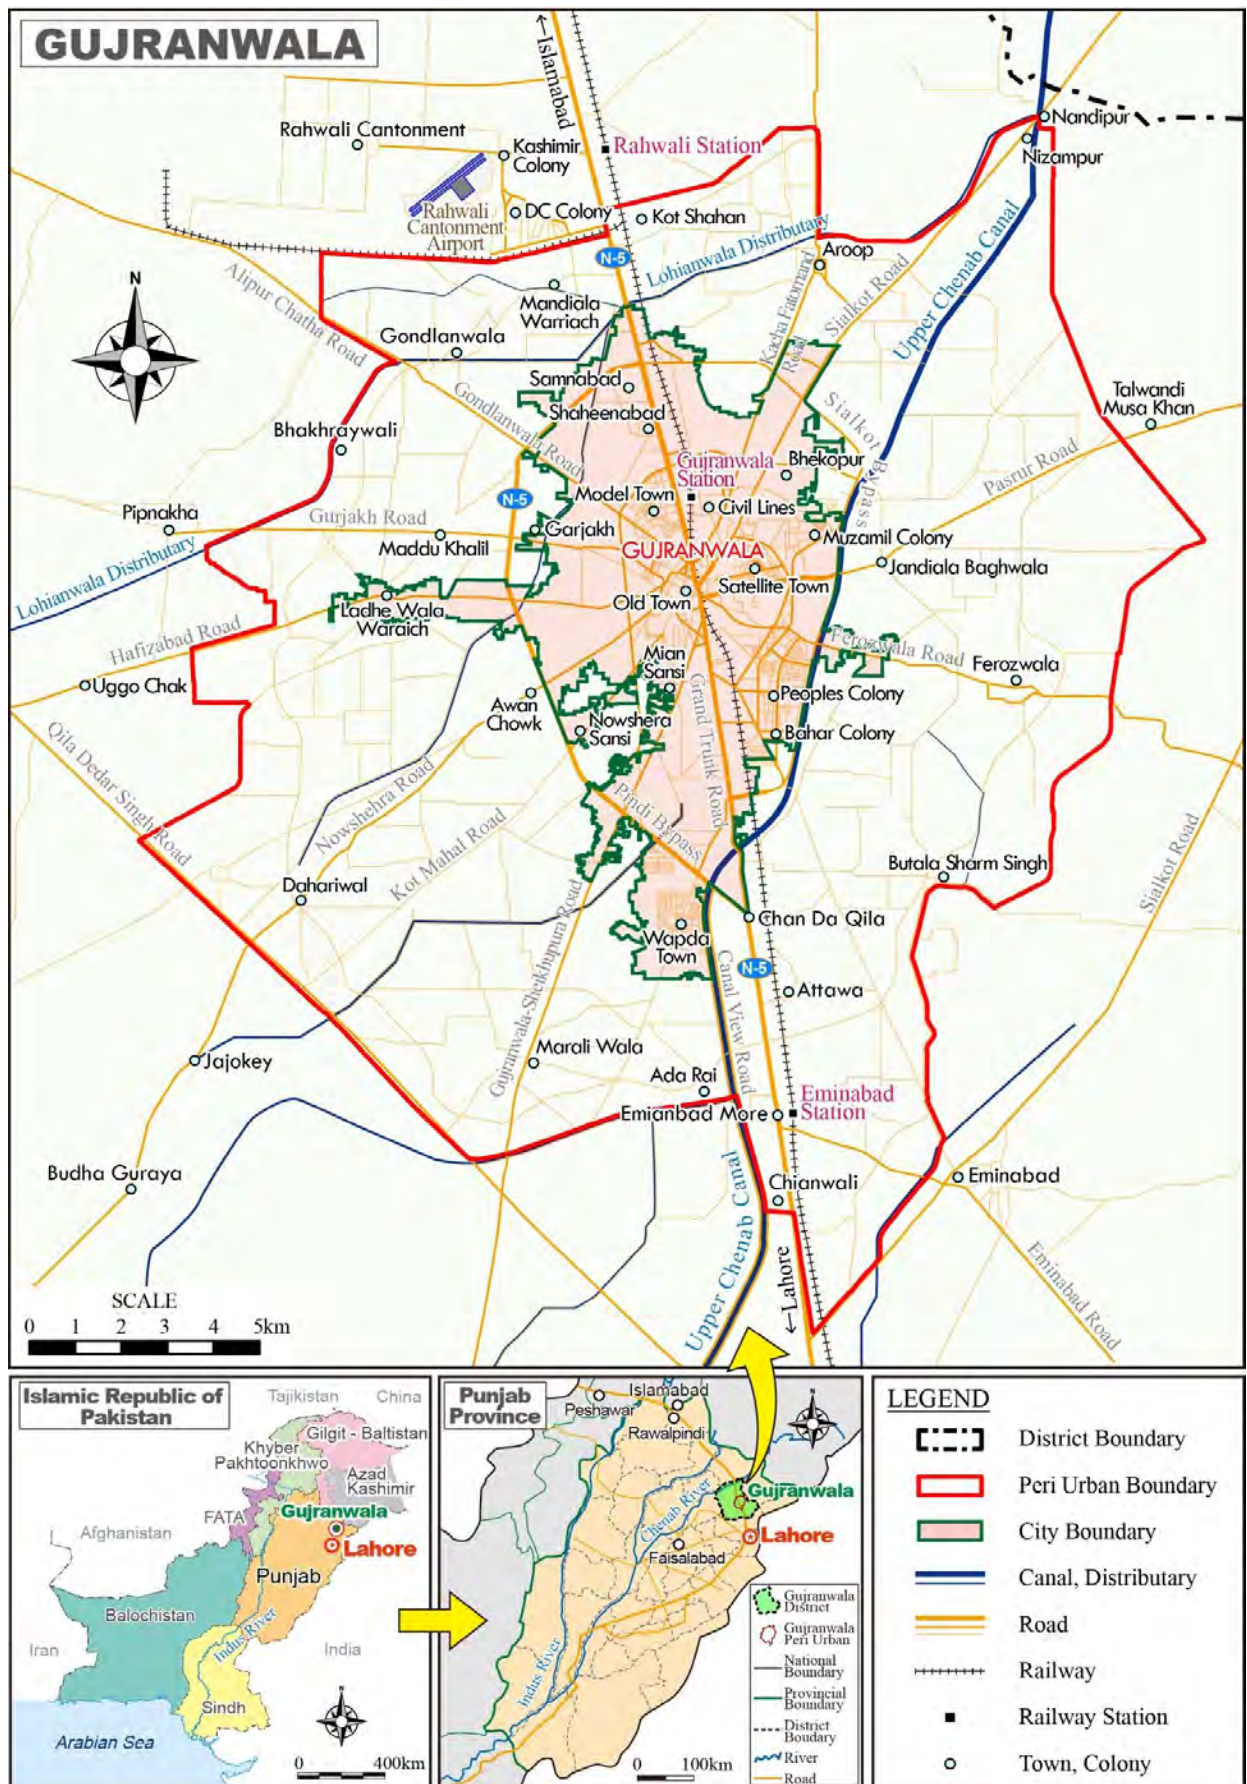 GUJRANWALA
←Islamabad
Nandipur
Nizampur
Rahwali Cantonment
Kashimir
Colony
Rahwali Station
Rahwali
Cantonment
Airport
DC Colony
Kot Shahan
N-5
Lohianwala Distributary
Aroop
Upper Chenab Canal
Sialkot Road
Kacha Fatomand
Road
N
Alipur Chatha Road
Mandiala
Warriach
Gondlanwala
Samnabad
Shaheenabad
Gondlanwala Road
Sialkot Bypass
Talwandi
Musa Khan
Bhakhraywali
Gujranwala
Station
Bhekopur
Pasrur Road
N-5
Model Town
Civil Lines
Pipnakha
Gurjakh Road
Garjakh
Maddu Khalil
Muzamil Colony
GUJRANWALA
Lohianwala Distributary
Jandiala Baghwala
Satellite Town
Old Town
Ladhe Wala
Waraich
Hafizabad Road
Ferozwala Road
Ferozwala
Mian
Sansi
Uggo Chak
Awan
Chowk
Peoples Colony
Nowshera
Sansi
Bahar Colony
Grand Trurik Road
Qila Dedar Singh Road
Nowshehra Road
Pindi Bypass
Kot Mahal Road
Sialkot Road
Butala Sharm Singh
Dahariwal
Chan Da Qila
Wapda
Town
N-5
Gujranwala-Sheikhupura Road
Canal View Road
Attawa
Jajokey
Marali Wala
Ada Rai
Eminabad
Station
Emianbad More
Budha Guraya
Chianwali
Eminabad
Upper Chenab Canal
←Lahore
Eminabad Road
SCALE
0 1 2 3 4 5km
Islamic Republic of
Pakistan
Tajikistan
China
Gilgit - Baltistan
Khyber
Pakhtoonkhwo
Azad
Kashimir
FATA
Gujranwala
Afghanistan
Lahore
Punjab
Balochistan
Indus River
Iran
India
Sindh
Arabian Sea
N
0 400km
Punjab
Province
Islamabad
Peshawar
Rawalpindi
N
Gujranwala
Chenab River
Lahore
Faisalabad
Indus River
Gujranwala
District
Gujranwala
Peri Urban
National
Boundary
Provincial
Boundary
District
Boudary
River
Road
0 100km
LEGEND
District Boundary
Peri Urban Boundary
City Boundary
Canal, Distributary
Road
Railway
Railway Station
Town, Colony